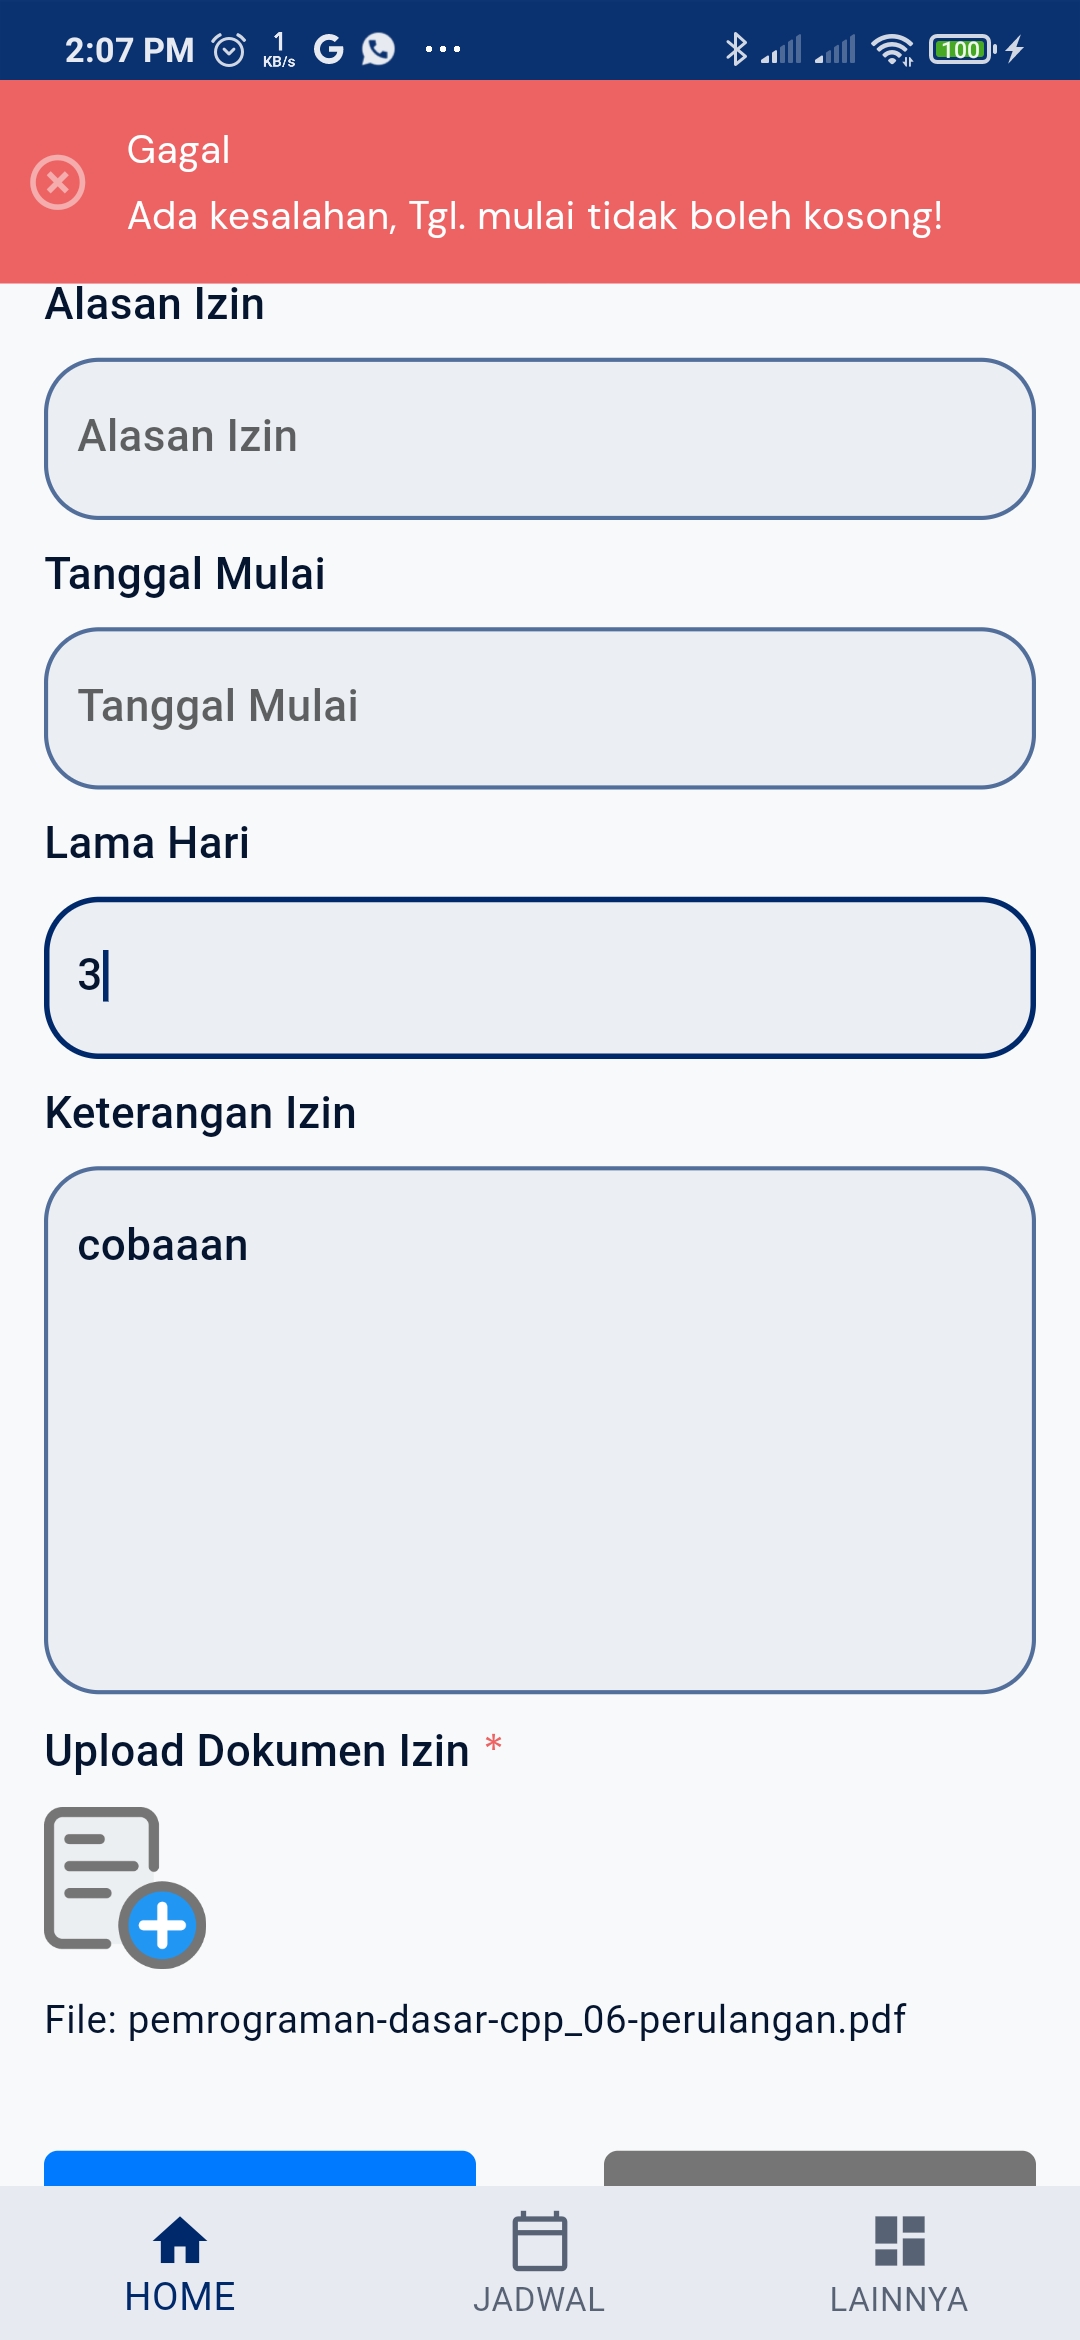 2:07 PM 1 KB/s G 100
Gagal
Ada kesalahan, Tgl. mulai tidak boleh kosong!
Alasan Izin
Alasan Izin
Tanggal Mulai
Tanggal Mulai
Lama Hari
3
Keterangan Izin
cobaaan
Upload Dokumen Izin *
File: pemrograman-dasar-cpp_06-perulangan.pdf
HOME JADWAL LAINNYA